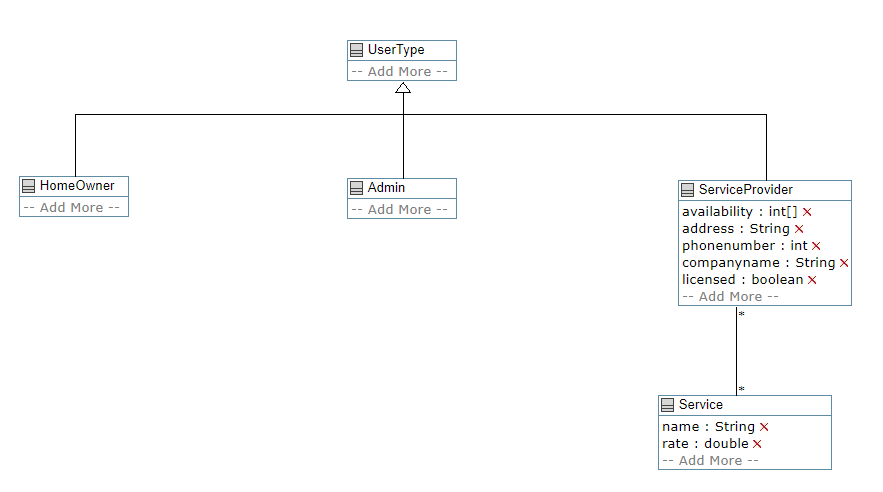 UserType
-- Add More --
HomeOwner
-- Add More --
Admin
-- Add More --
ServiceProvider
availability : int[]
address : String
phonenumber : int
companyname : String
licensed : boolean
-- Add More --
*
*
Service
name : String
rate : double
-- Add More --